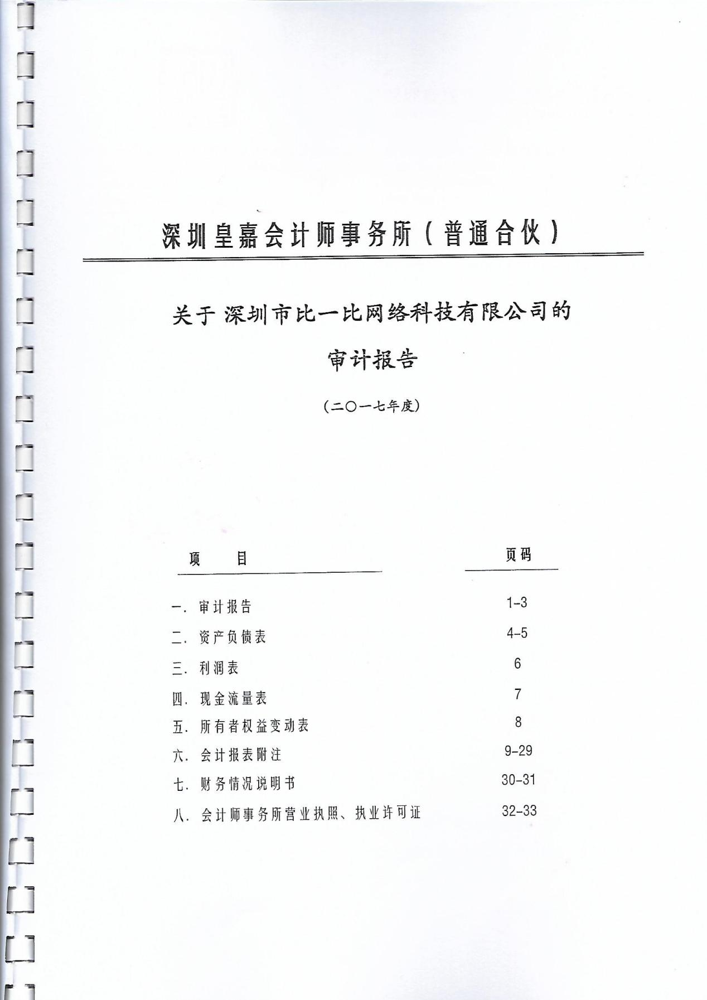 深圳皇嘉会计师事务所（普通合伙）
关于 深圳市比一比网络科技有限公司的
审计报告
(二〇一七年度)
项 目 页码
一. 审计报告 1-3
二. 资产负债表 4-5
三. 利润表 6
四. 现金流量表 7
五. 所有者权益变动表 8
六. 会计报表附注 9-29
七. 财务情况说明书 30-31
八. 会计师事务所营业执照、执业许可证 32-33